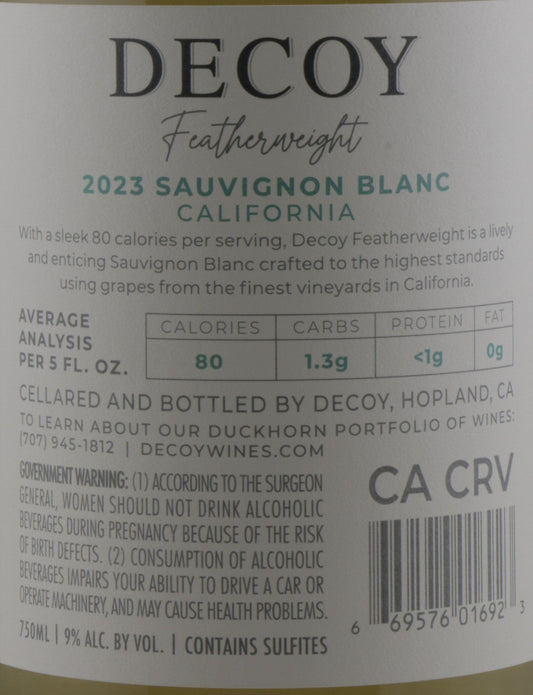 DECOY
Featherweight
2023 SAUVIGNON BLANC
CALIFORNIA
With a sleek 80 calories per serving, Decoy Featherweight is a lively
and enticing Sauvignon Blanc crafted to the highest standards
using grapes from the finest vineyards in California.
AVERAGE
ANALYSIS
PER 5 FL. OZ.
CALORIES CARBS PROTEIN FAT
80 1.3g <1g 0g
CELLARED AND BOTTLED BY DECOY, HOPLAND, CA
TO LEARN ABOUT OUR DUCKHORN PORTFOLIO OF WINES:
(707) 945-1812 | DECOYWINES.COM
GOVERNMENT WARNING: (1) ACCORDING TO THE SURGEON
GENERAL, WOMEN SHOULD NOT DRINK ALCOHOLIC
BEVERAGES DURING PREGNANCY BECAUSE OF THE RISK
OF BIRTH DEFECTS. (2) CONSUMPTION OF ALCOHOLIC
BEVERAGES IMPAIRS YOUR ABILITY TO DRIVE A CAR OR
OPERATE MACHINERY, AND MAY CAUSE HEALTH PROBLEMS.
750ML | 9% ALC. BY VOL. | CONTAINS SULFITES
CA CRV
6 69576 01692 3